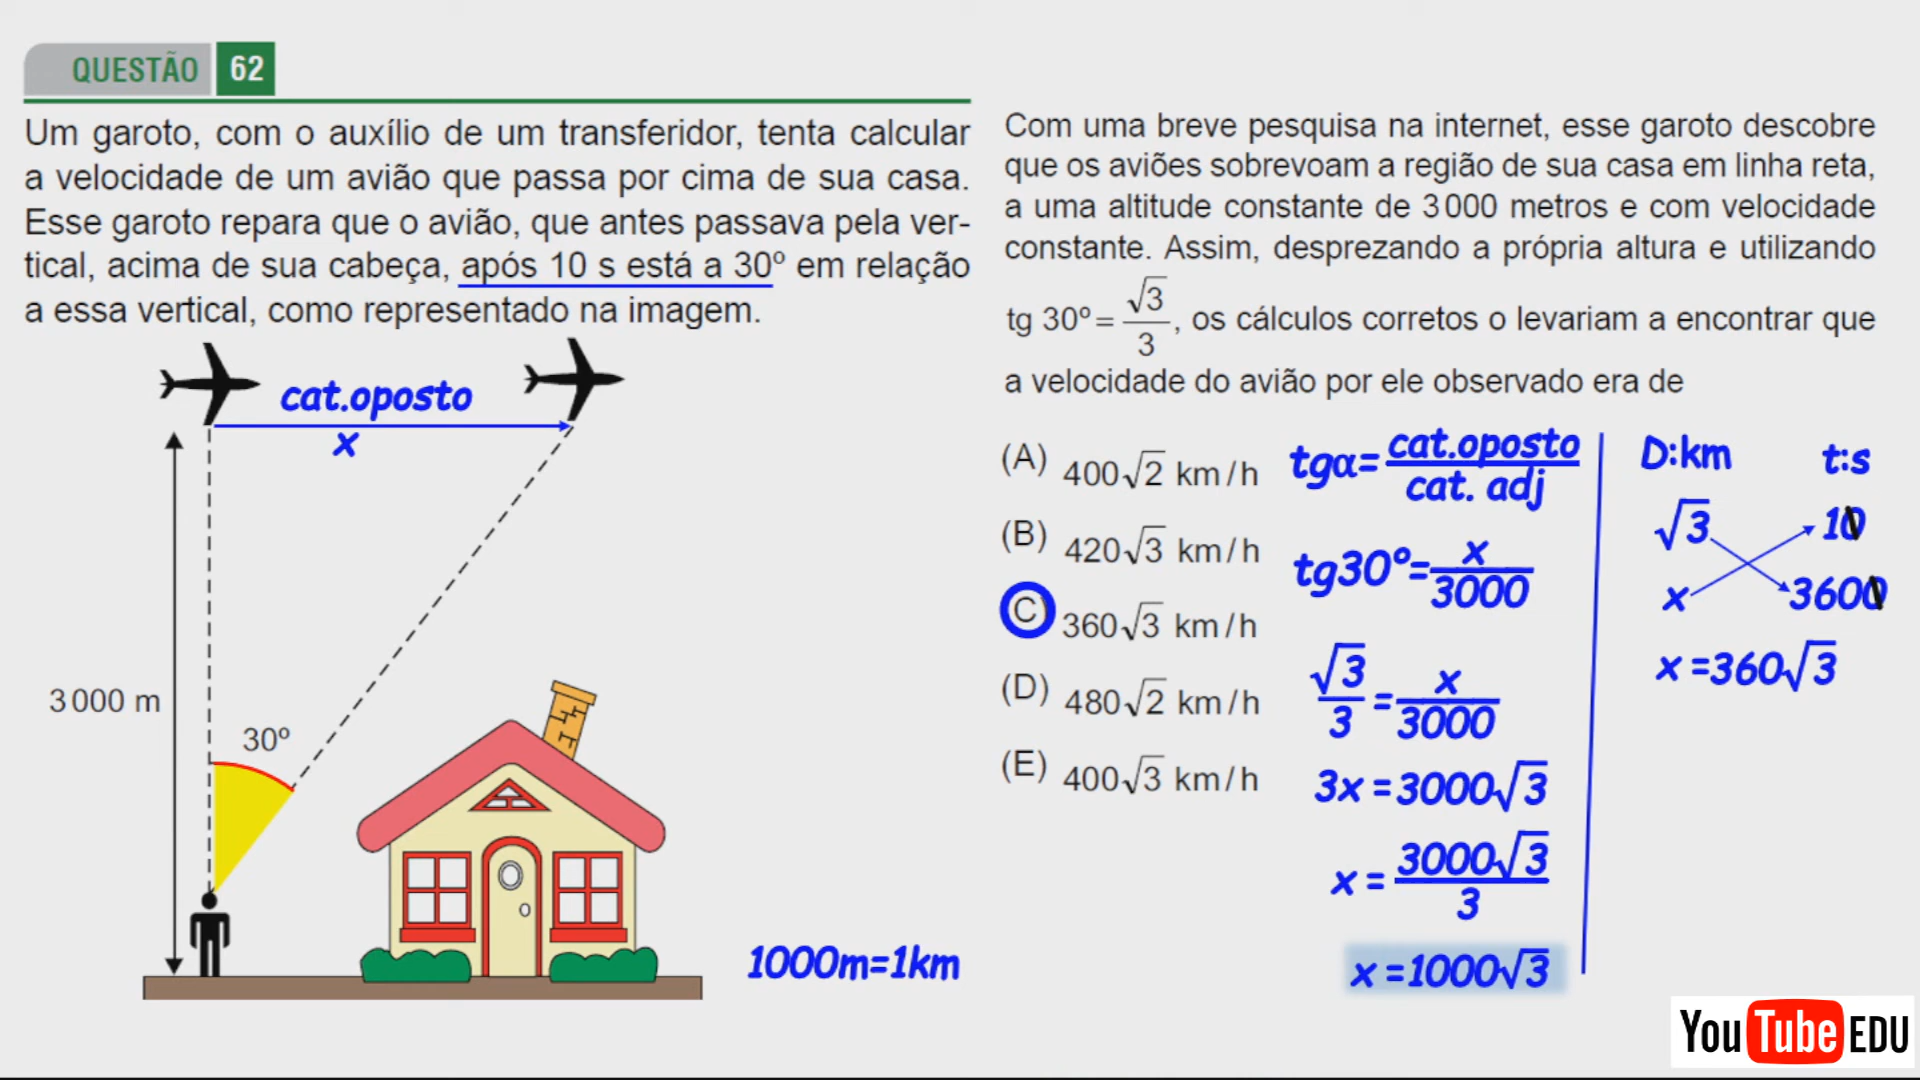 QUESTÃO 62
Um garoto, com o auxílio de um transferidor, tenta calcular
a velocidade de um avião que passa por cima de sua casa.
Esse garoto repara que o avião, que antes passava pela ver-
tical, acima de sua cabeça, após 10 s está a 30º em relação
a essa vertical, como representado na imagem.
cat.oposto
x
3 000 m
30º
1000m=1km
Com uma breve pesquisa na internet, esse garoto descobre
que os aviões sobrevoam a região de sua casa em linha reta,
a uma altitude constante de 3 000 metros e com velocidade
constante. Assim, desprezando a própria altura e utilizando
tg 30º = √3/3, os cálculos corretos o levariam a encontrar que
a velocidade do avião por ele observado era de
(A) 400√2 km/h
(B) 420√3 km/h
(C) 360√3 km/h
(D) 480√2 km/h
(E) 400√3 km/h
tgα=cat.oposto/cat. adj
tg30°=x/3000
√3/3=x/3000
3x=3000√3
x=3000√3/3
x=1000√3
D:km t:s
√3 10
x 3600
x=360√3
YouTube EDU